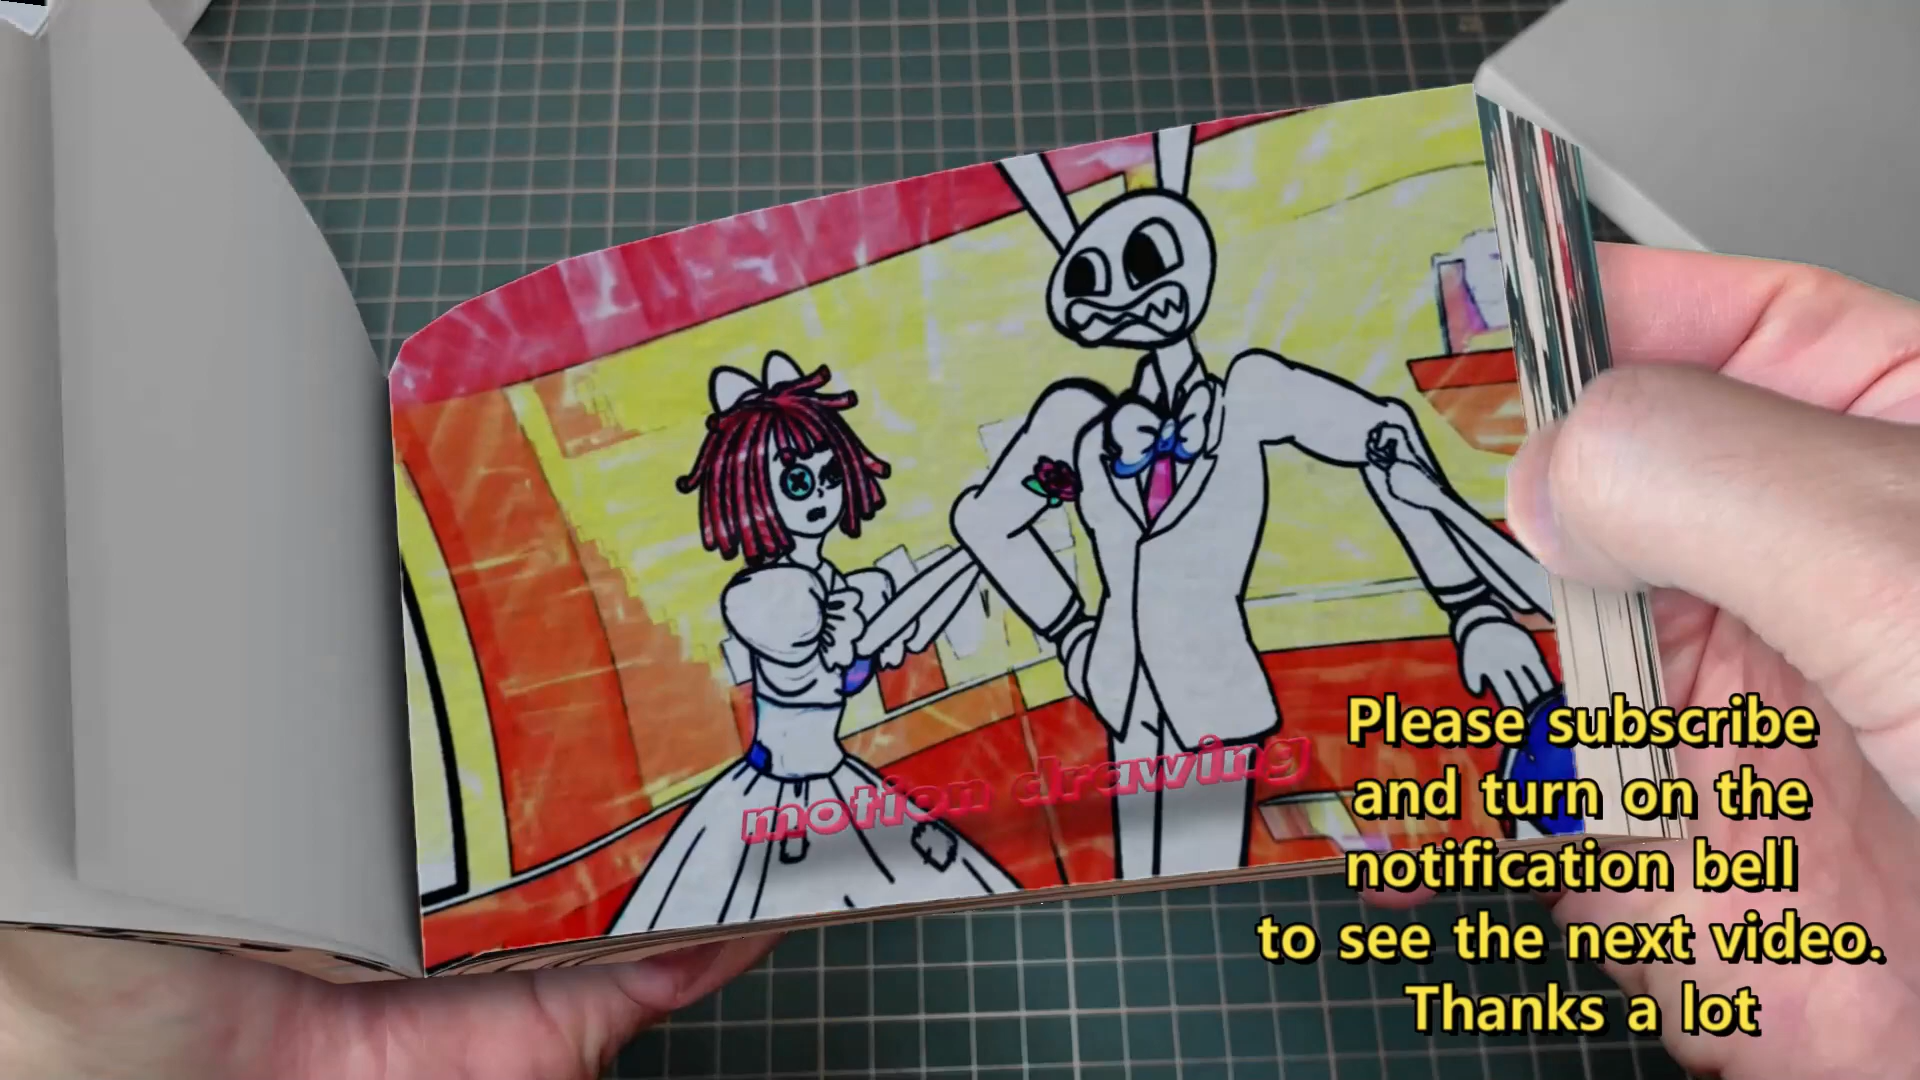 motion drawing
Please subscribe
and turn on the
notification bell
to see the next video.
Thanks a lot